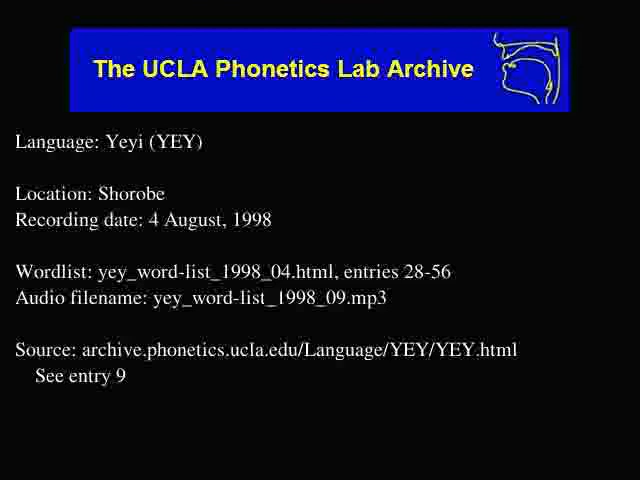 The UCLA Phonetics Lab Archive
Language: Yeyi (YEY)
Location: Shorobe
Recording date: 4 August, 1998
Wordlist: yey_word-list_1998_04.html, entries 28-56
Audio filename: yey_word-list_1998_09.mp3
Source: archive.phonetics.ucla.edu/Language/YEY/YEY.html
See entry 9